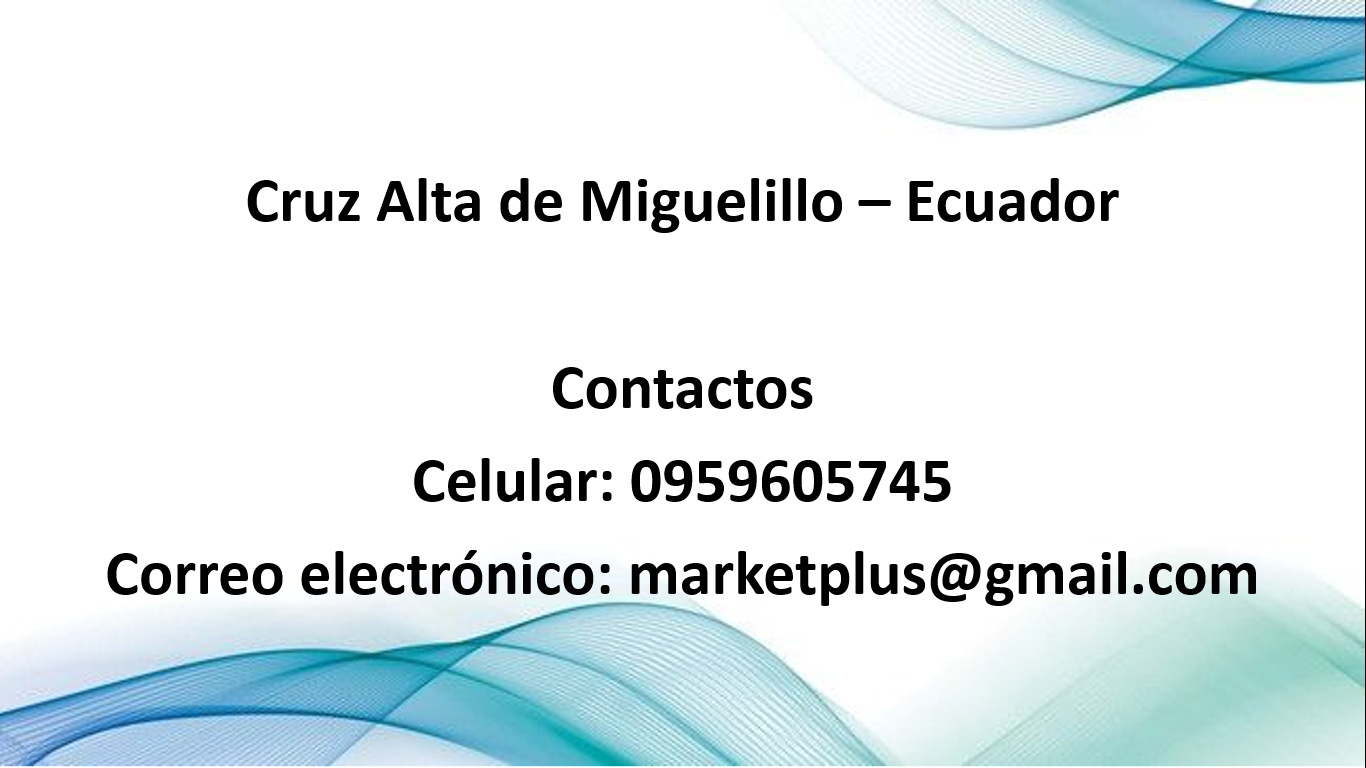 Cruz Alta de Miguelillo – Ecuador
Contactos
Celular: 0959605745
Correo electrónico: marketplus@gmail.com